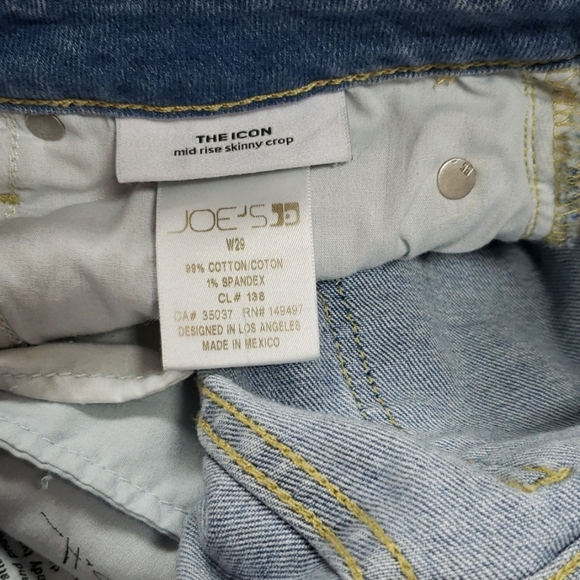 THE ICON
mid rise skinny crop
JOE'S
W29
99% COTTON/COTON
1% SPANDEX
CL# 138
CA# 35037 RN# 149497
DESIGNED IN LOS ANGELES
MADE IN MEXICO